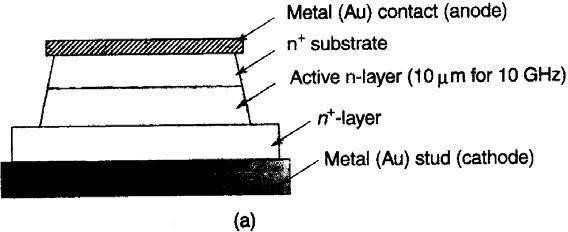 Metal (Au) contact (anode)
n⁺ substrate
Active n-layer (10 μm for 10 GHz)
n⁺-layer
Metal (Au) stud (cathode)
(a)